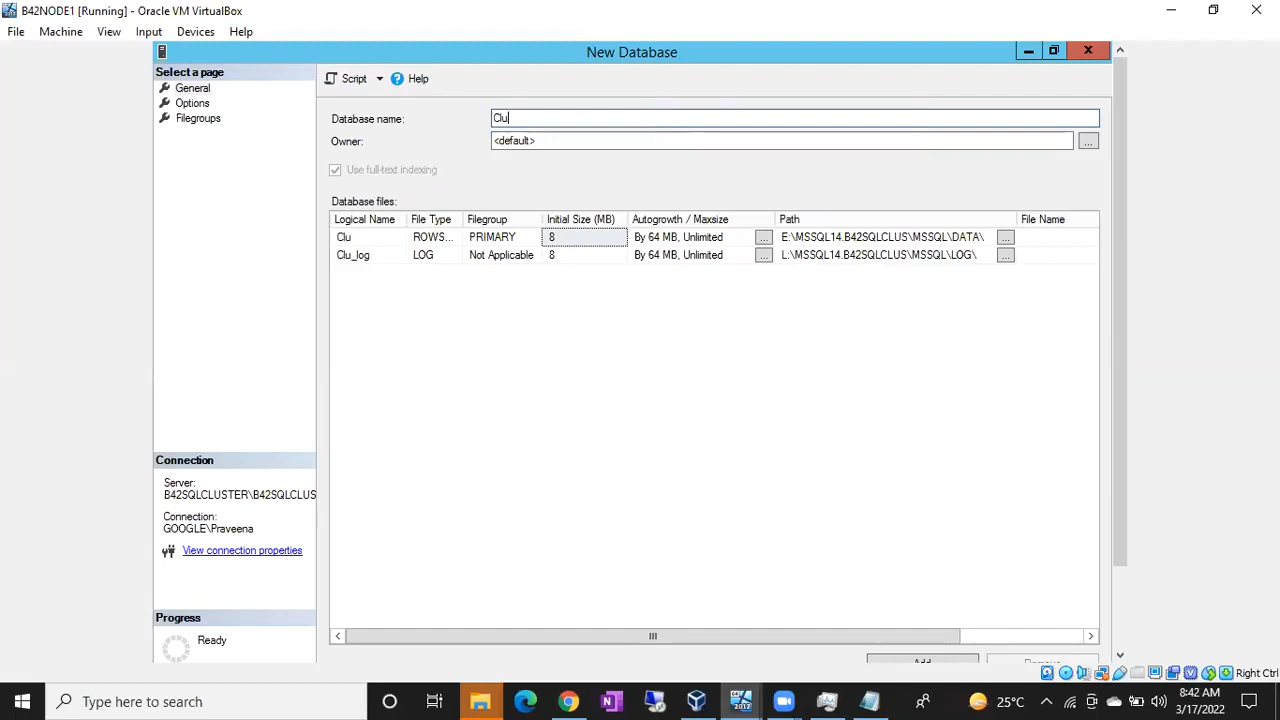 B42NODE1 [Running] - Oracle VM VirtualBox
File Machine View Input Devices Help
New Database
Select a page
General
Options
Filegroups
Script Help
Database name: Clu
Owner: <default> ...
Use full-text indexing
Database files:
Logical Name File Type Filegroup Initial Size (MB) Autogrowth / Maxsize Path File Name
Clu ROWS... PRIMARY 8 By 64 MB, Unlimited ... E:\MSSQL14.B42SQLCLUS\MSSQL\DATA\ ...
Clu_log LOG Not Applicable 8 By 64 MB, Unlimited ... L:\MSSQL14.B42SQLCLUS\MSSQL\LOG\ ...
Connection
Server:
B42SQLCLUSTER\B42SQLCLUS
Connection:
GOOGLE\Praveena
View connection properties
Progress
Ready
Add
Right Ctrl
Type here to search
2012
25°C
8:42 AM
3/17/2022